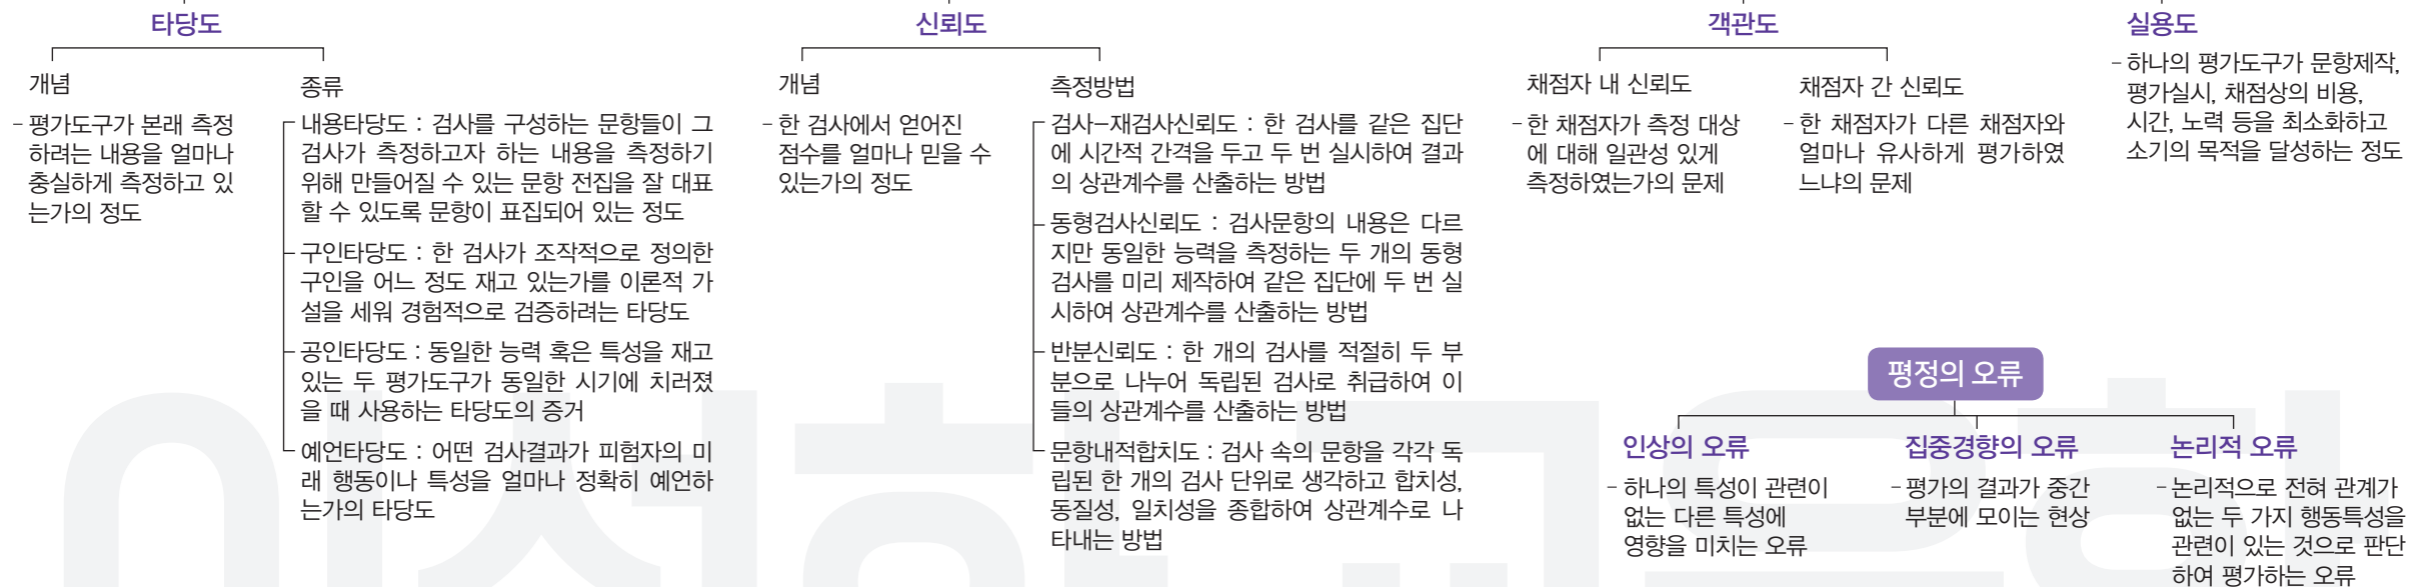 타당도
개념
- 평가도구가 본래 측정
하려는 내용을 얼마나
충실하게 측정하고 있
는가의 정도
종류
내용타당도 : 검사를 구성하는 문항들이 그
검사가 측정하고자 하는 내용을 측정하기
위해 만들어질 수 있는 문항 전집을 잘 대표
할 수 있도록 문항이 표집되어 있는 정도
구인타당도 : 한 검사가 조작적으로 정의한
구인을 어느 정도 재고 있는가를 이론적 가
설을 세워 경험적으로 검증하려는 타당도
공인타당도 : 동일한 능력 혹은 특성을 재고
있는 두 평가도구가 동일한 시기에 치러졌
을 때 사용하는 타당도의 증거
예언타당도 : 어떤 검사결과가 피험자의 미
래 행동이나 특성을 얼마나 정확히 예언하
는가의 타당도
신뢰도
개념
- 한 검사에서 얻어진
점수를 얼마나 믿을 수
있는가의 정도
측정방법
검사-재검사신뢰도 : 한 검사를 같은 집단
에 시간적 간격을 두고 두 번 실시하여 결과
의 상관계수를 산출하는 방법
동형검사신뢰도 : 검사문항의 내용은 다르
지만 동일한 능력을 측정하는 두 개의 동형
검사를 미리 제작하여 같은 집단에 두 번 실
시하여 상관계수를 산출하는 방법
반분신뢰도 : 한 개의 검사를 적절히 두 부
분으로 나누어 독립된 검사로 취급하여 이
들의 상관계수를 산출하는 방법
문항내적합치도 : 검사 속의 문항을 각각 독
립된 한 개의 검사 단위로 생각하고 합치성,
동질성, 일치성을 종합하여 상관계수로 나
타내는 방법
객관도
채점자 내 신뢰도
- 한 채점자가 측정 대상
에 대해 일관성 있게
측정하였는가의 문제
채점자 간 신뢰도
- 한 채점자가 다른 채점자와
얼마나 유사하게 평가하였
느냐의 문제
실용도
- 하나의 평가도구가 문항제작,
평가실시, 채점상의 비용,
시간, 노력 등을 최소화하고
소기의 목적을 달성하는 정도
평정의 오류
인상의 오류
- 하나의 특성이 관련이
없는 다른 특성에
영향을 미치는 오류
집중경향의 오류
- 평가의 결과가 중간
부분에 모이는 현상
논리적 오류
- 논리적으로 전혀 관계가
없는 두 가지 행동특성을
관련이 있는 것으로 판단
하여 평가하는 오류